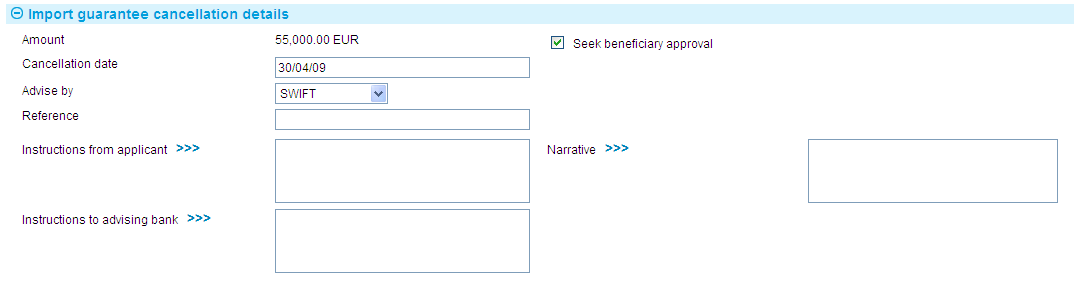 Import guarantee cancellation details
Amount 55,000.00 EUR Seek beneficiary approval
Cancellation date 30/04/09
Advise by SWIFT
Reference
Instructions from applicant >>> Narrative >>>
Instructions to advising bank >>>